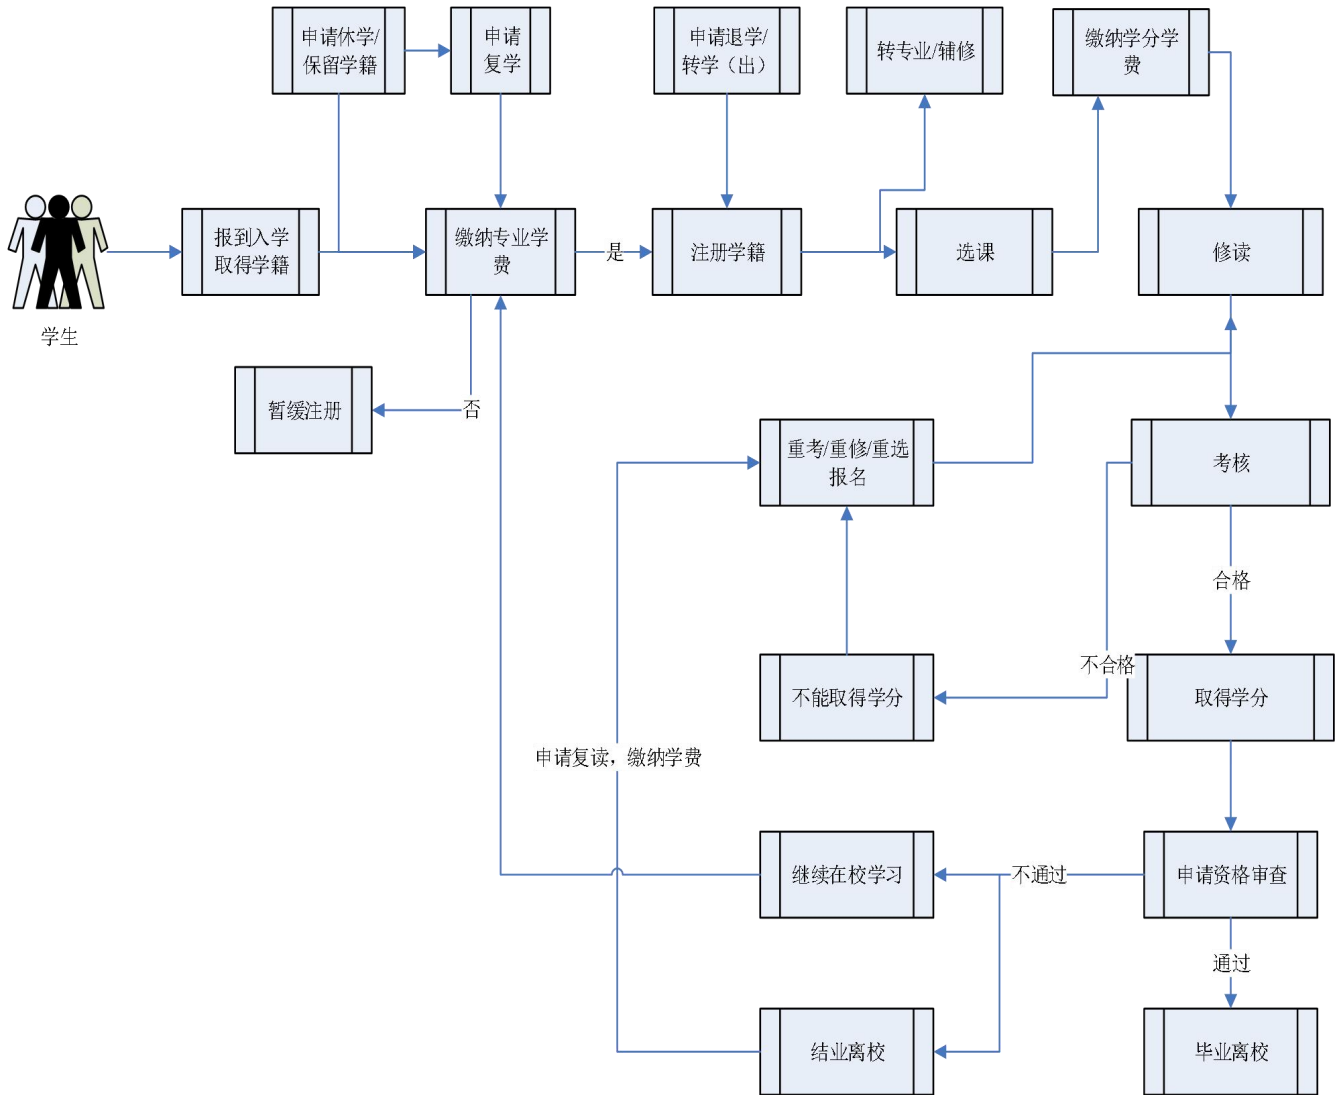 申请休学/
保留学籍
申请
复学
申请退学/
转学（出）
转专业/辅修
缴纳学分学
费
报到入学
取得学籍
缴纳专业学
费
是
注册学籍
选课
修读
学生
暂缓注册
否
重考/重修/重选
报名
考核
合格
不合格
不能取得学分
取得学分
申请复读，缴纳学费
继续在校学习
不通过
申请资格审查
通过
结业离校
毕业离校